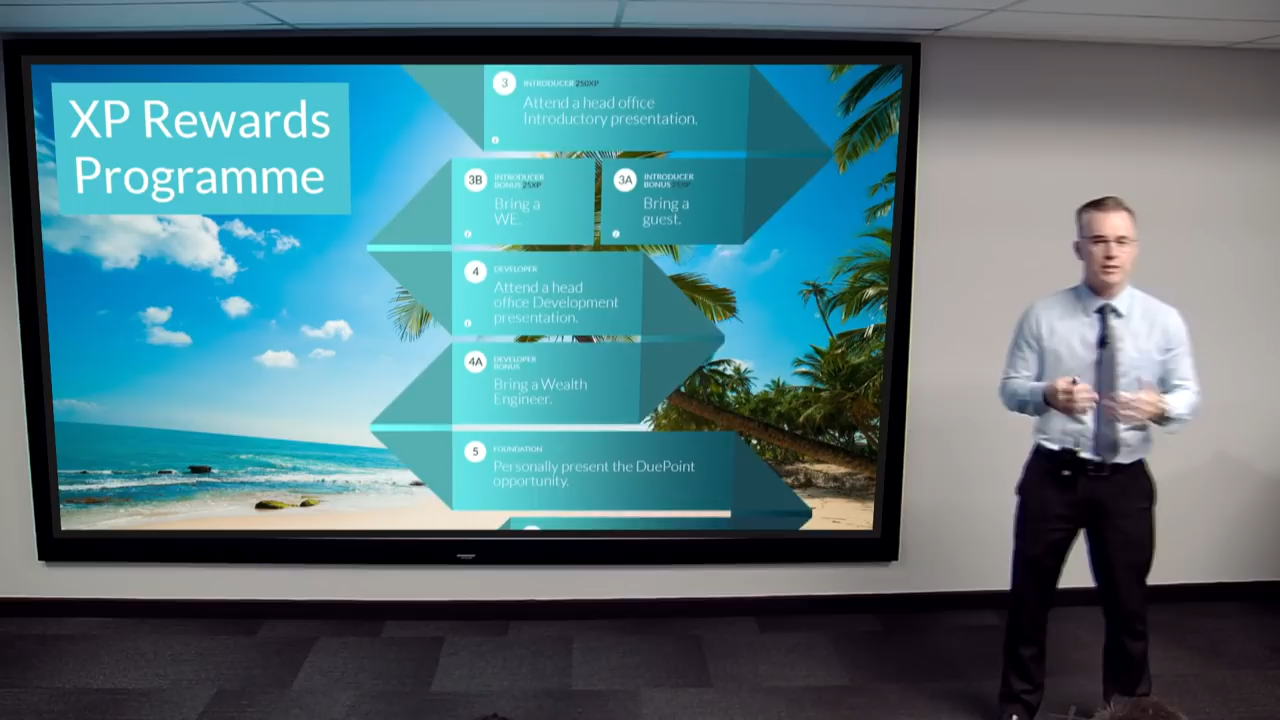 XP Rewards
Programme
3
INTRODUCER 250XP
Attend a head office
Introductory presentation.
3B
INTRODUCER
BONUS 25XP
Bring a
WE.
3A
INTRODUCER
BONUS 25XP
Bring a
guest.
4
DEVELOPER
Attend a head
office Development
presentation.
4A
DEVELOPER
BONUS
Bring a Wealth
Engineer.
5
FOUNDATION
Personally present the DuePoint
opportunity.